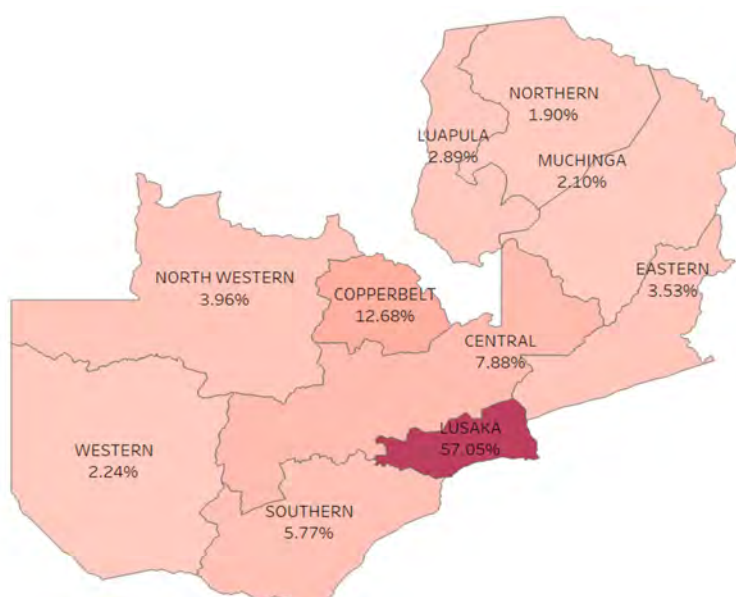 NORTHERN
1.90%
LUAPULA
2.89%
MUCHINGA
2.10%
NORTH WESTERN
3.96%
COPPERBELT
12.68%
EASTERN
3.53%
CENTRAL
7.88%
LUSAKA
57.05%
WESTERN
2.24%
SOUTHERN
5.77%